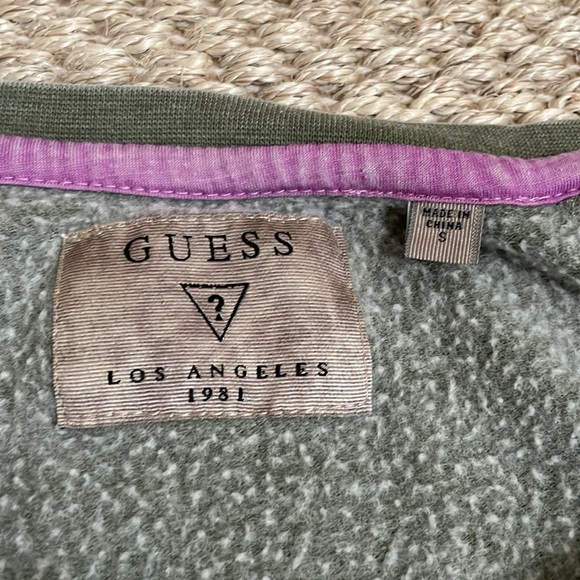 GUESS
?
LOS ANGELES
1981
MADE IN
CHINA
S